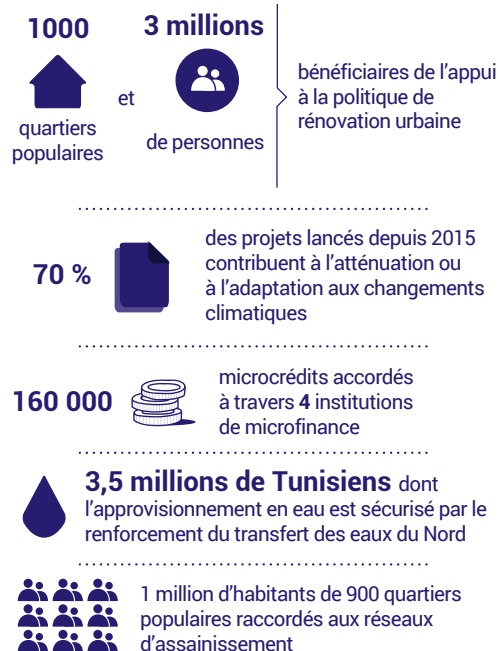 1000
et
3 millions
quartiers
populaires
de personnes
bénéficiaires de l’appui
à la politique de
rénovation urbaine
70 %
des projets lancés depuis 2015
contribuent à l’atténuation ou
à l’adaptation aux changements
climatiques
160 000
microcrédits accordés
à travers 4 institutions
de microfinance
3,5 millions de Tunisiens dont
l’approvisionnement en eau est sécurisé par le
renforcement du transfert des eaux du Nord
1 million d’habitants de 900 quartiers
populaires raccordés aux réseaux
d’assainissement